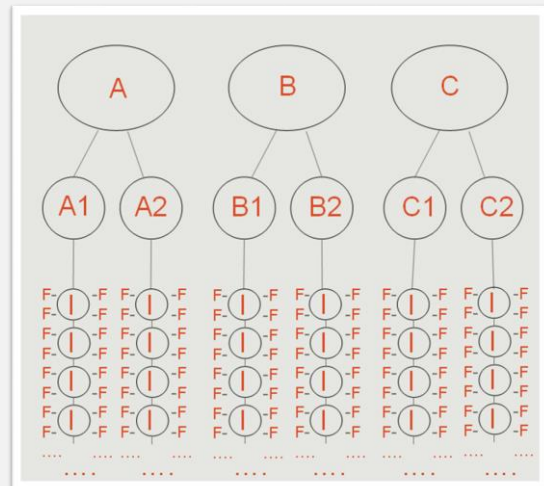 A B C
A1 A2 B1 B2 C1 C2
F- I -F F- I -F F- I -F F- I -F F- I -F F- I -F
F- -F F- -F F- -F F- -F F- -F F- -F
F- I -F F- I -F F- I -F F- I -F F- I -F F- I -F
F- -F F- -F F- -F F- -F F- -F F- -F
F- I -F F- I -F F- I -F F- I -F F- I -F F- I -F
F- -F F- -F F- -F F- -F F- -F F- -F
F- I -F F- I -F F- I -F F- I -F F- I -F F- I -F
F- -F F- -F F- -F F- -F F- -F F- -F
.... .... .... .... .... .... .... .... .... .... .... ....
.... .... .... .... .... ....